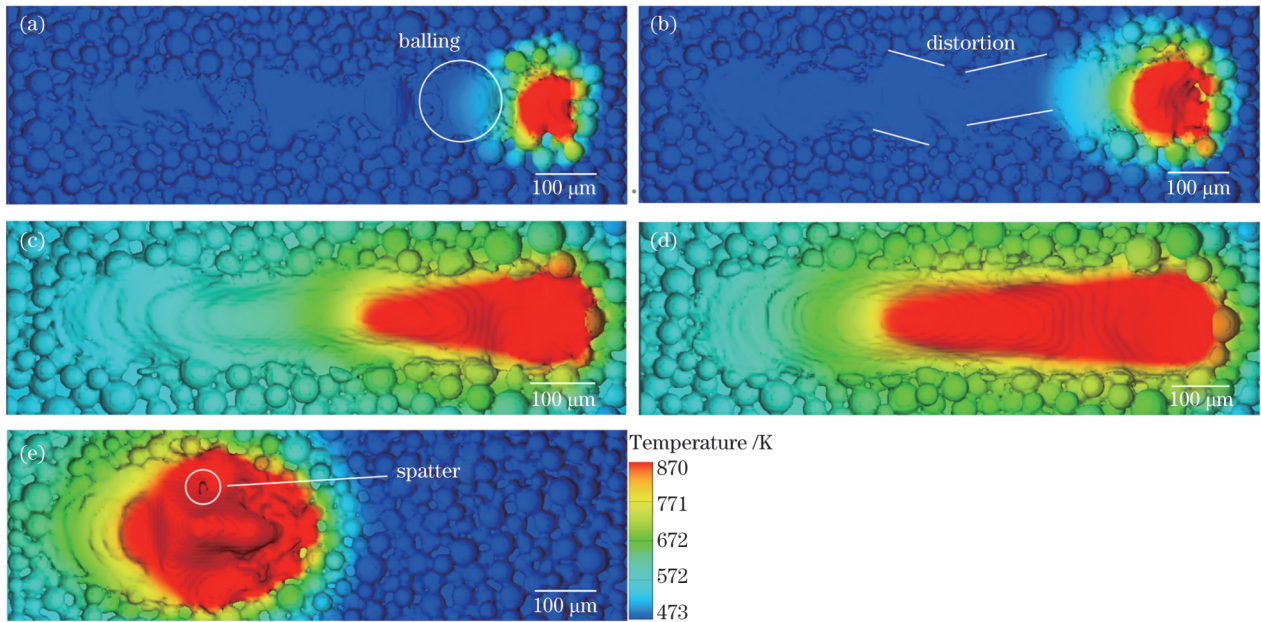 (a)
balling
100 μm
(b)
distortion
100 μm
(c)
100 μm
(d)
100 μm
(e)
spatter
100 μm
Temperature /K
870
771
672
572
473